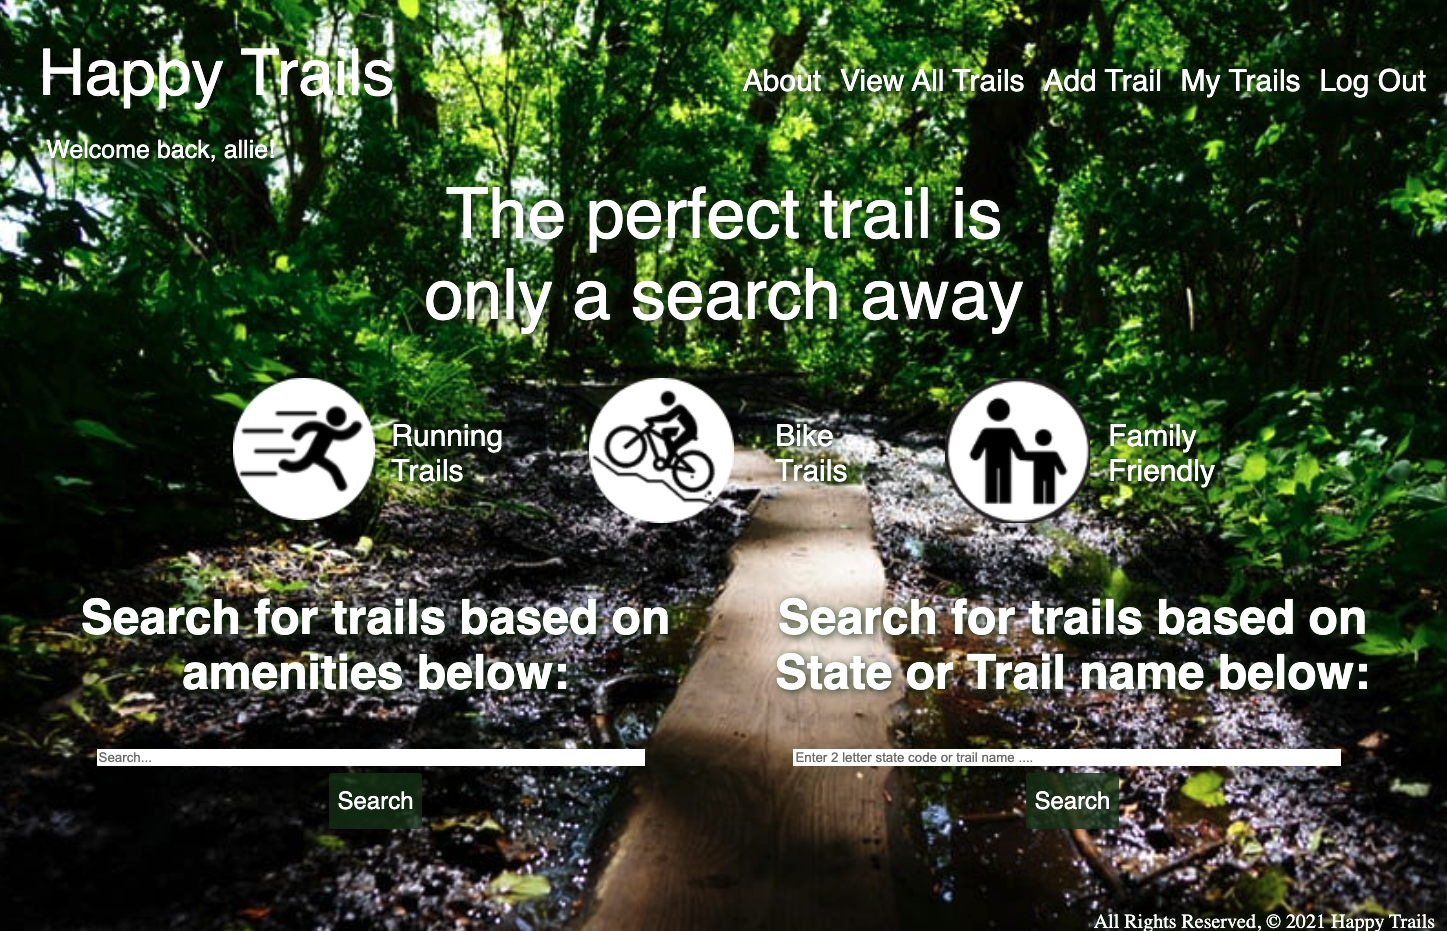 Happy Trails
About View All Trails Add Trail My Trails Log Out
Welcome back, allie!
The perfect trail is
only a search away
Running
Trails
Bike
Trails
Family
Friendly
Search for trails based on
amenities below:
Search...
Search
Search for trails based on
State or Trail name below:
Enter 2 letter state code or trail name ....
Search
All Rights Reserved, © 2021 Happy Trails